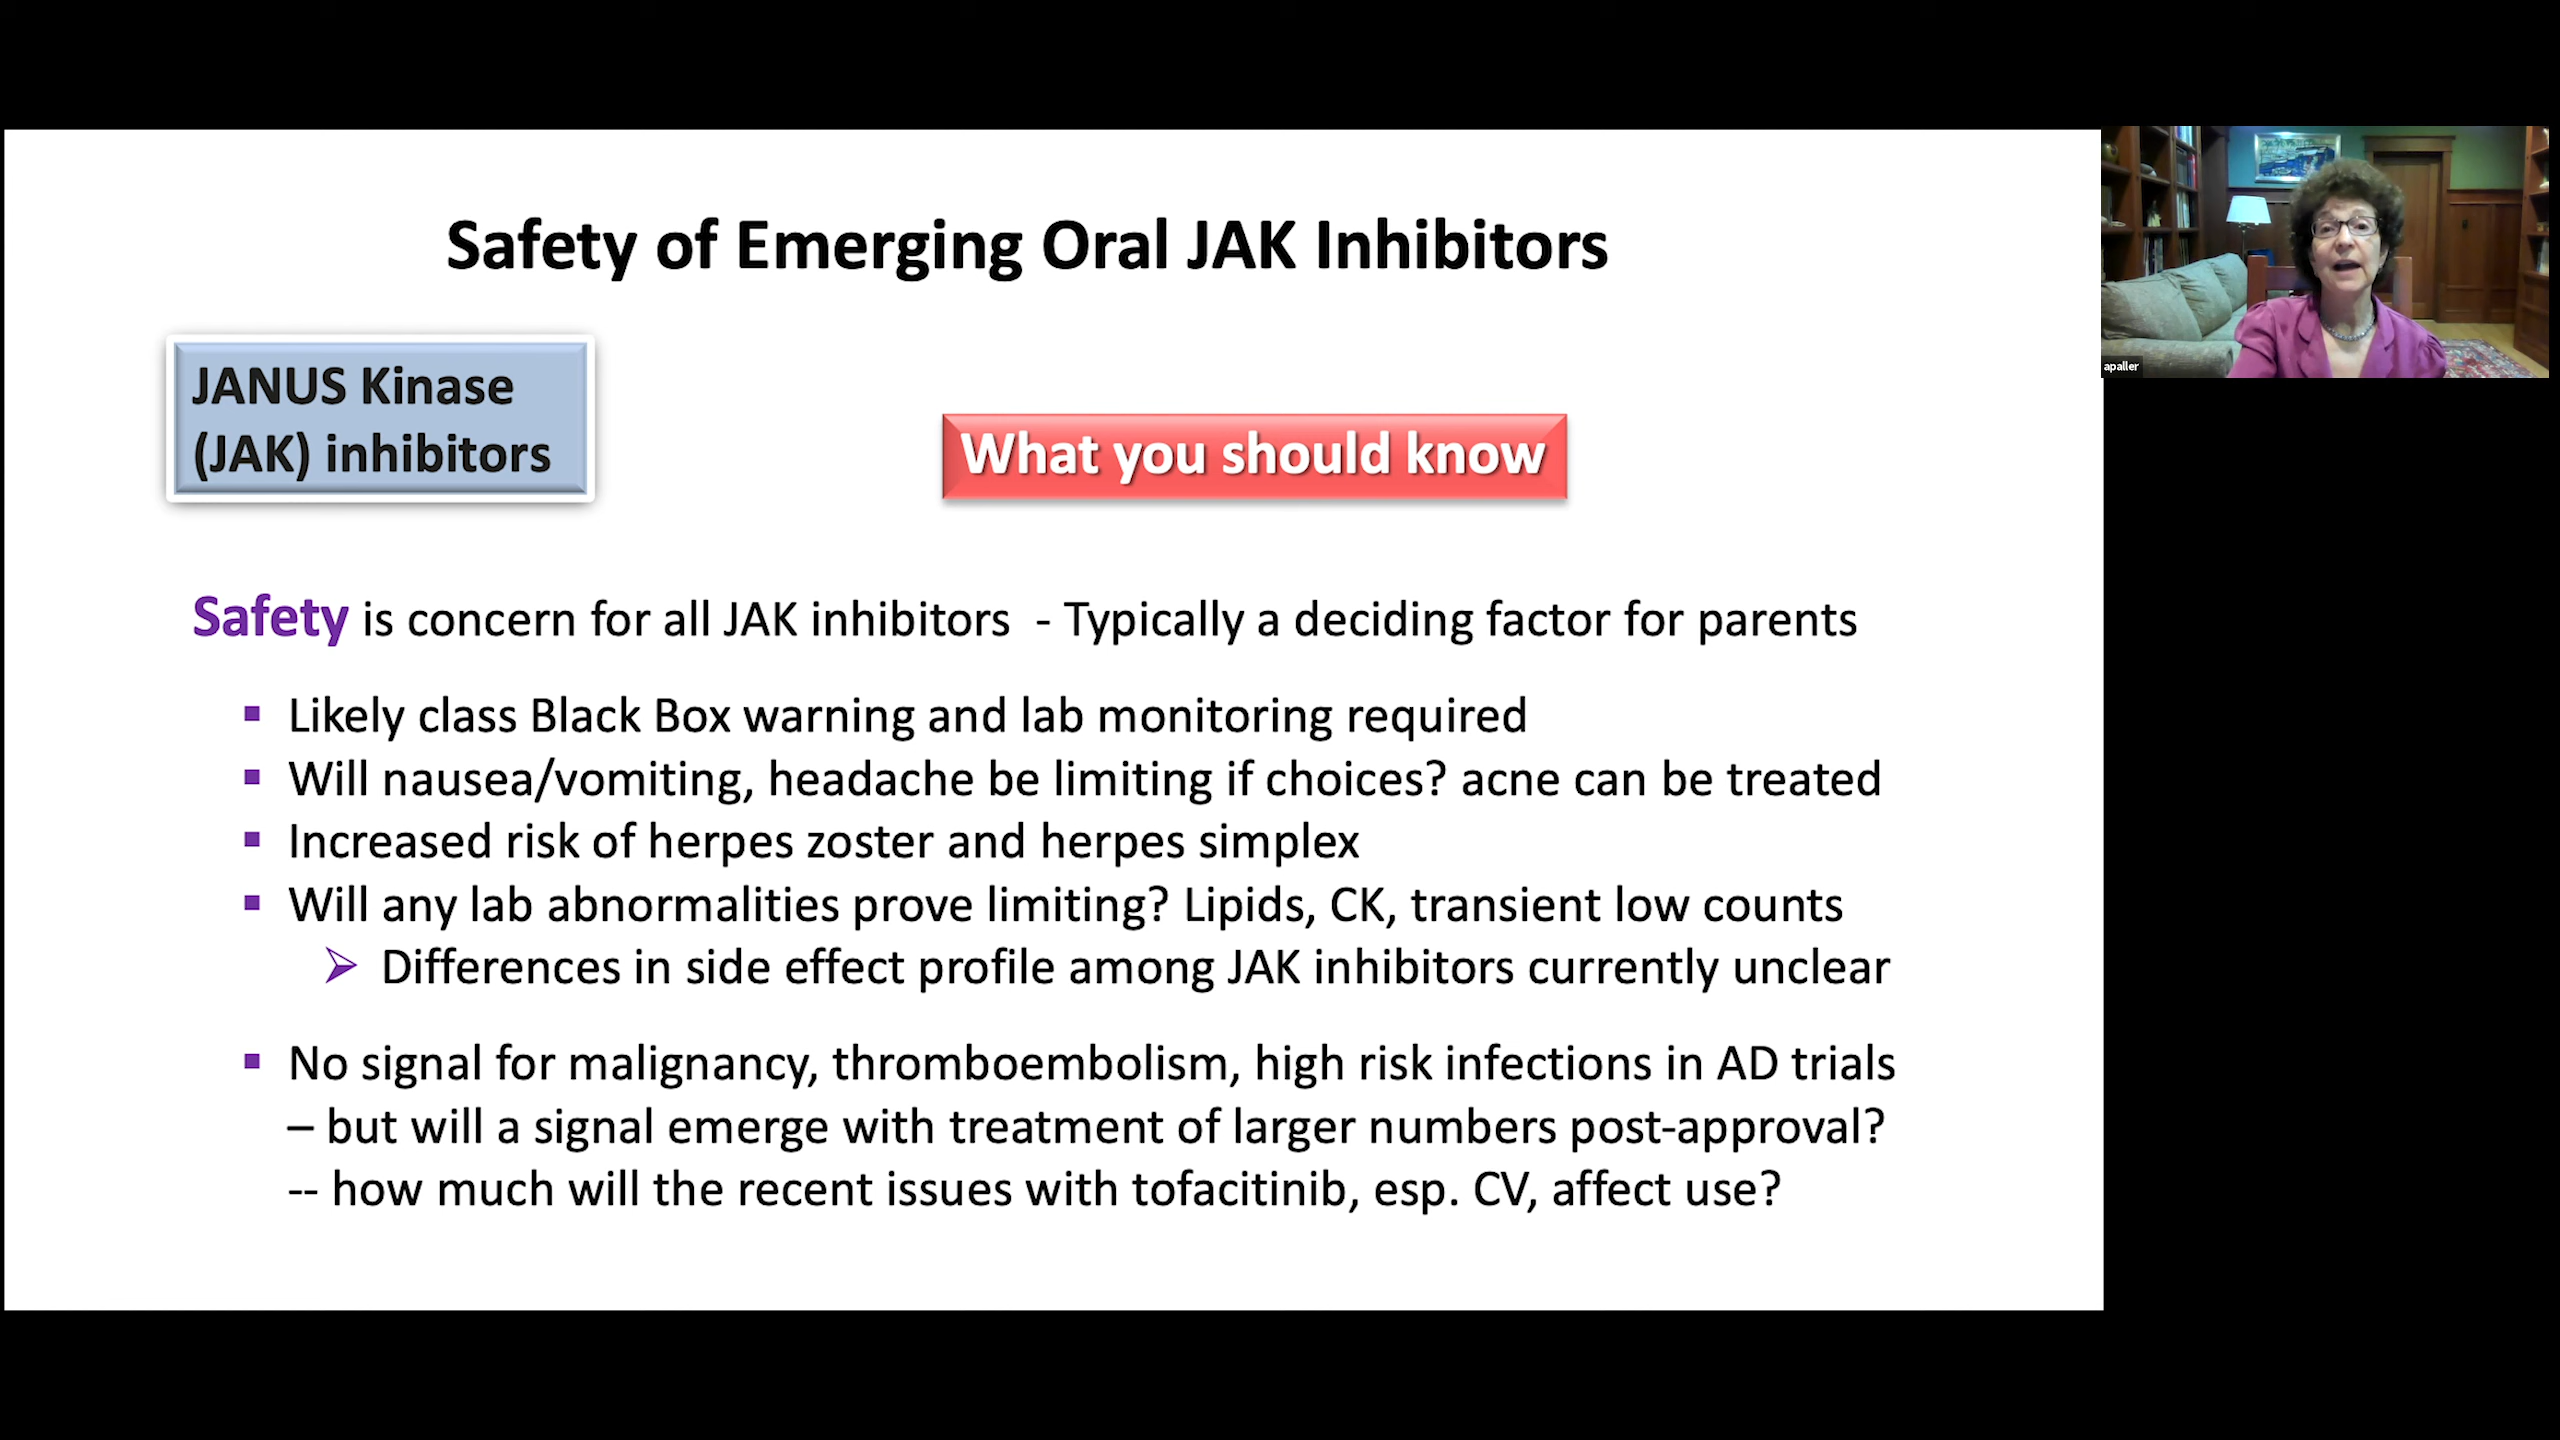 Safety of Emerging Oral JAK Inhibitors
JANUS Kinase
(JAK) inhibitors
What you should know
Safety is concern for all JAK inhibitors - Typically a deciding factor for parents
▪ Likely class Black Box warning and lab monitoring required
▪ Will nausea/vomiting, headache be limiting if choices? acne can be treated
▪ Increased risk of herpes zoster and herpes simplex
▪ Will any lab abnormalities prove limiting? Lipids, CK, transient low counts
➢ Differences in side effect profile among JAK inhibitors currently unclear
▪ No signal for malignancy, thromboembolism, high risk infections in AD trials
– but will a signal emerge with treatment of larger numbers post-approval?
-- how much will the recent issues with tofacitinib, esp. CV, affect use?
apaller